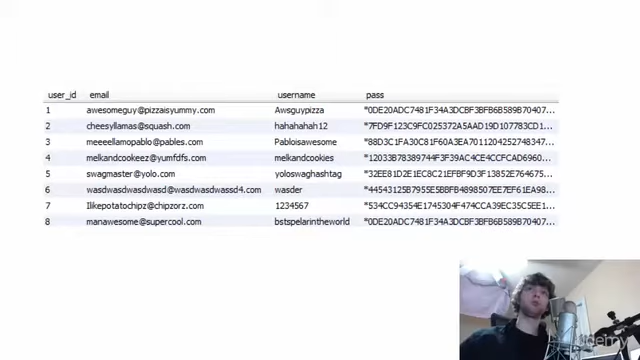 user_id email username pass
1 awesomeguy@pizzaisyummy.com Awsguypizza *0DE20ADC7481F34A3DCBF3BFB6B589B70407...
2 cheesyllamas@squash.com hahahahah12 *7FD9F123C9FC025372A5AAD19D107783CD1...
3 meeeellamopablo@pables.com Pabloisawesome *88D3C1FA30C81F60A3EA7011204252748347...
4 melkandcookeez@yumfdfs.com melkandcookies *12033B78389744F3F39AC4CE4CCFCAD6960...
5 swagmaster@yolo.com yoloswaghashtag *32EE81D2E1EC8C21EFBF9D3F13852E764675...
6 wasdwasdwasdwasd@wasdwasdwassd4.com wasder *44543125B7955E5BBFB4898507EE7EF61EA98...
7 Ilikepotatochipz@chipzorz.com 1234567 *534CC94354E1745304F474CCA39EC35C5EE1...
8 manawesome@supercool.com bstspelarintheworld *0DE20ADC7481F34A3DCBF3BFB6B589B70407...
udemy